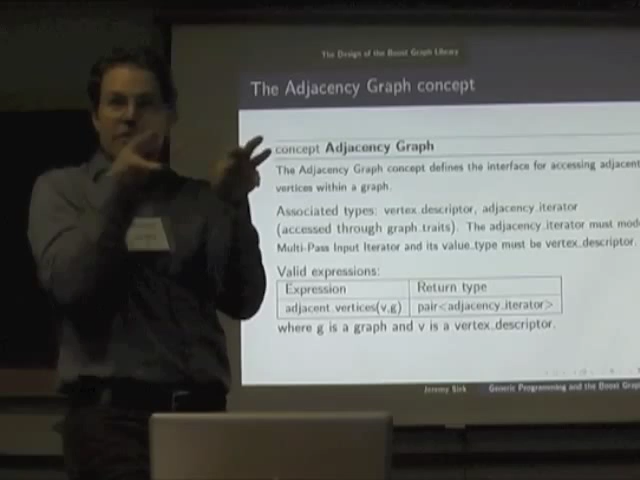 The Design of the Boost Graph Library
The Adjacency Graph concept
concept Adjacency Graph
The Adjacency Graph concept defines the interface for accessing adjacent
vertices within a graph.
Associated types: vertex_descriptor, adjacency_iterator
(accessed through graph_traits). The adjacency_iterator must mod
Multi-Pass Input Iterator and its value_type must be vertex_descriptor.
Valid expressions:
Expression Return type
adjacent_vertices(v,g) pair<adjacency_iterator>
where g is a graph and v is a vertex_descriptor.
Jeremy Siek Generic Programming and the Boost Grap